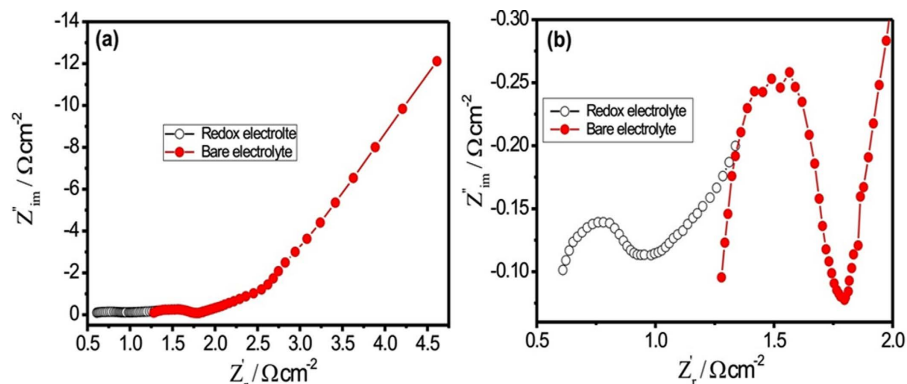 (a)
-14
-12
-10
-8
-6
-4
-2
0
Z''im / Ωcm-2
Redox electrolte
Bare electrolyte
0.5 1.0 1.5 2.0 2.5 3.0 3.5 4.0 4.5
Z'r / Ωcm-2
(b)
-0.30
-0.25
-0.20
-0.15
-0.10
Z''im / Ωcm-2
Redox electrolyte
Bare electrolyte
0.5 1.0 1.5 2.0
Z'r / Ωcm-2